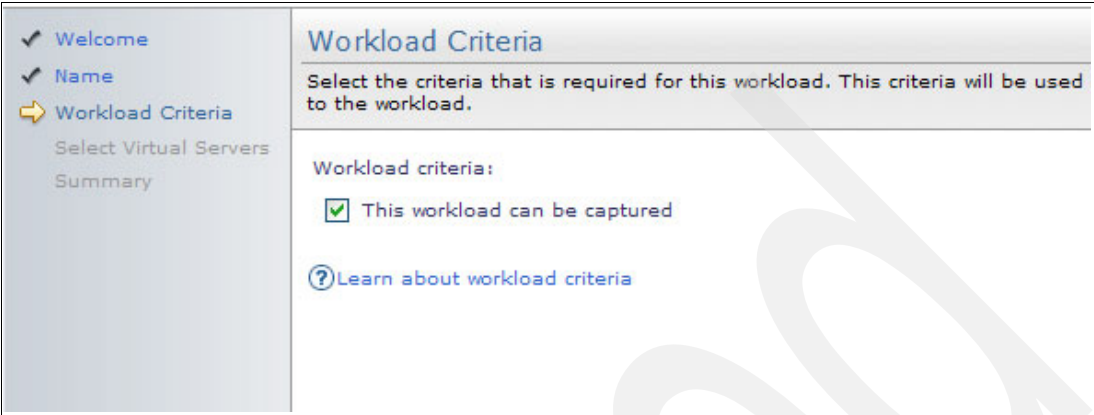 Welcome
Name
Workload Criteria
Select Virtual Servers
Summary
Workload Criteria
Select the criteria that is required for this workload. This criteria will be used
to the workload.
Workload criteria:
This workload can be captured
?Learn about workload criteria